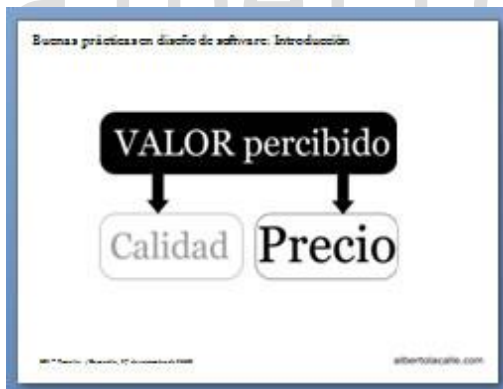 Buenas prácticas en diseño de software: Introducción
VALOR percibido
Calidad
Precio
albertolacalle.com